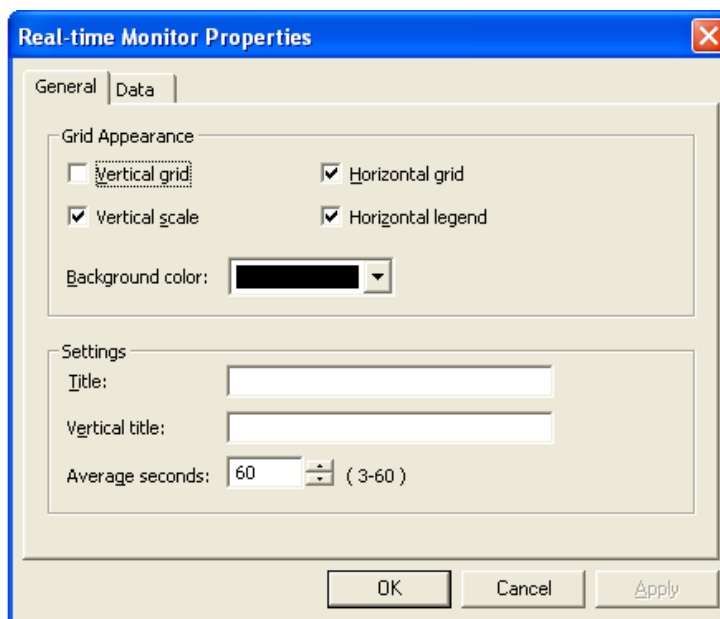 Real-time Monitor Properties
General Data
Grid Appearance
Vertical grid Horizontal grid
Vertical scale Horizontal legend
Background color:
Settings
Title:
Vertical title:
Average seconds: 60 ( 3-60 )
OK Cancel Apply